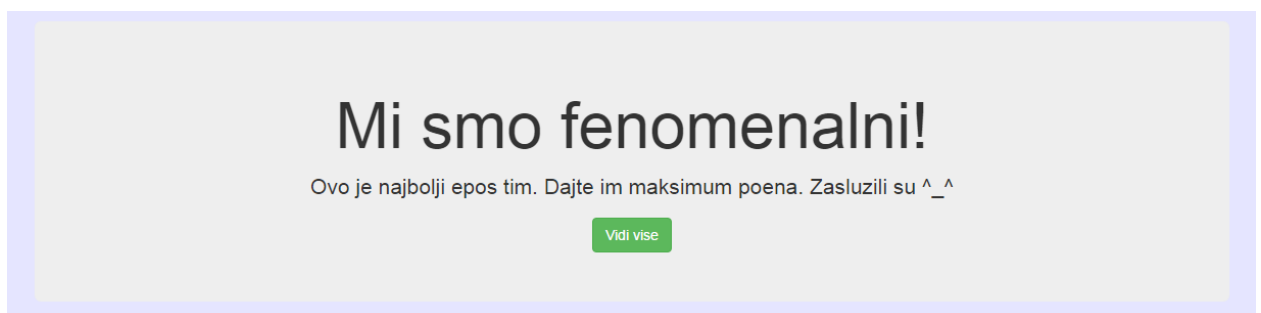 Mi smo fenomenalni!
Ovo je najbolji epos tim. Dajte im maksimum poena. Zasluzili su ^_^
Vidi vise